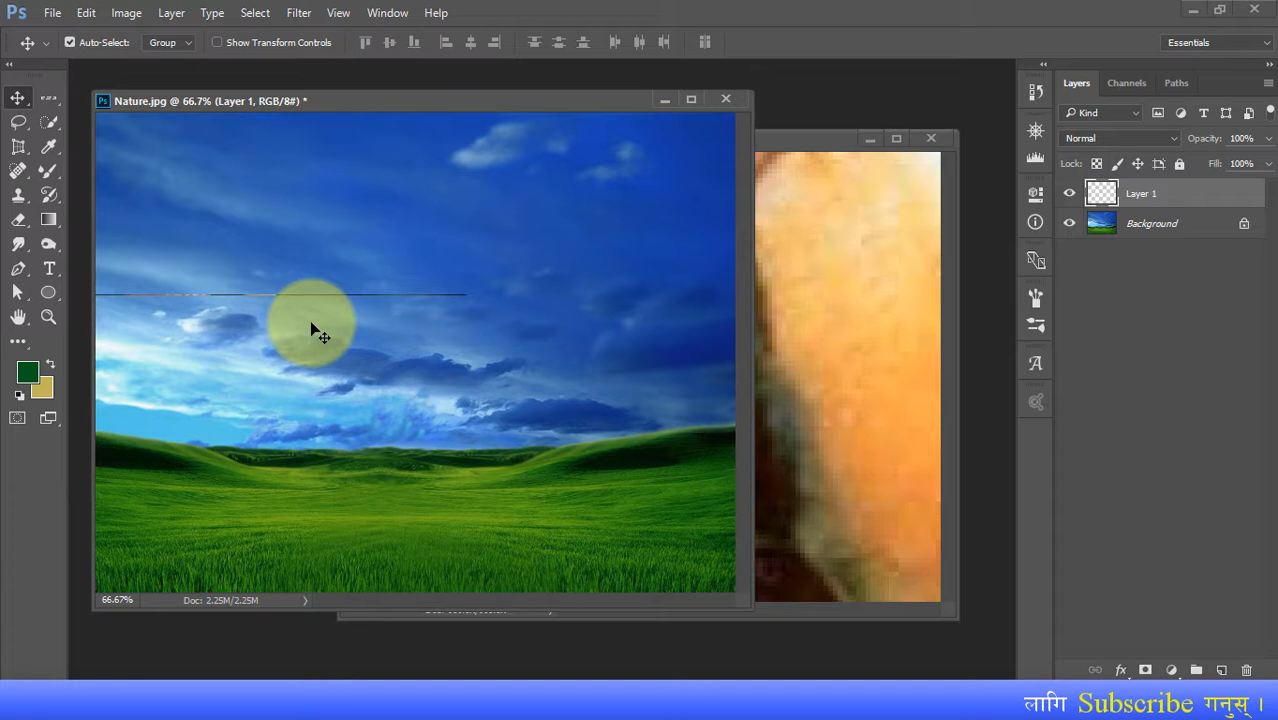 Ps File Edit Image Layer Type Select Filter 3D View Window Help
Auto-Select: Group Show Transform Controls Essentials
Nature.jpg @ 66.7% (Layer 1, RGB/8#) *
Layers Channels Paths
Kind
Normal Opacity: 100%
Lock: Fill: 100%
Layer 1
Background
66.67% Doc: 2.25M/2.25M
लागि Subscribe गर्नुस् ।